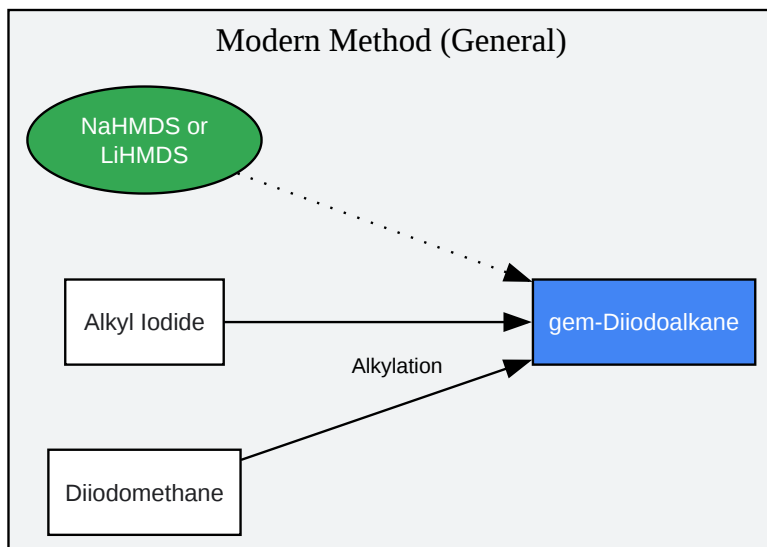 Modern Method (General)
NaHMDS or
LiHMDS
Alkyl Iodide
gem-Diiodoalkane
Alkylation
Diiodomethane